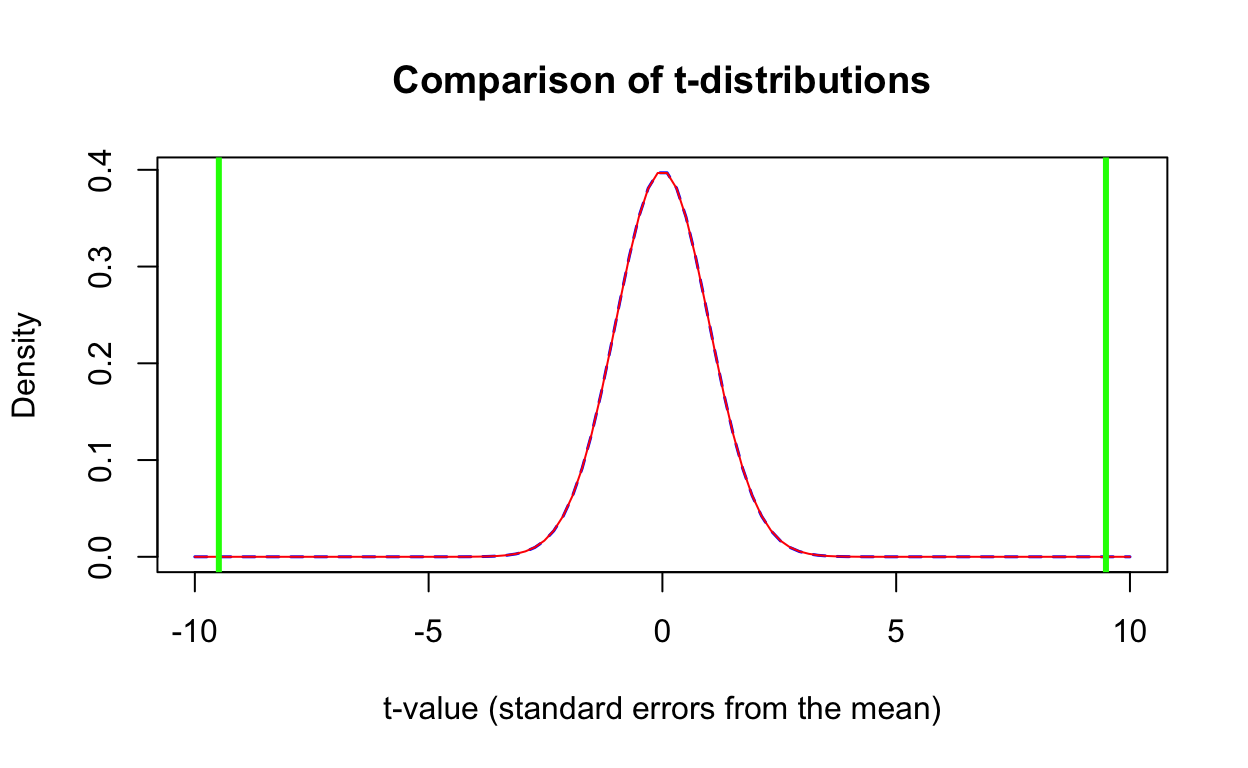 Comparison of t-distributions
Density
0.4
0.3
0.2
0.1
0.0
-10 -5 0 5 10
t-value (standard errors from the mean)